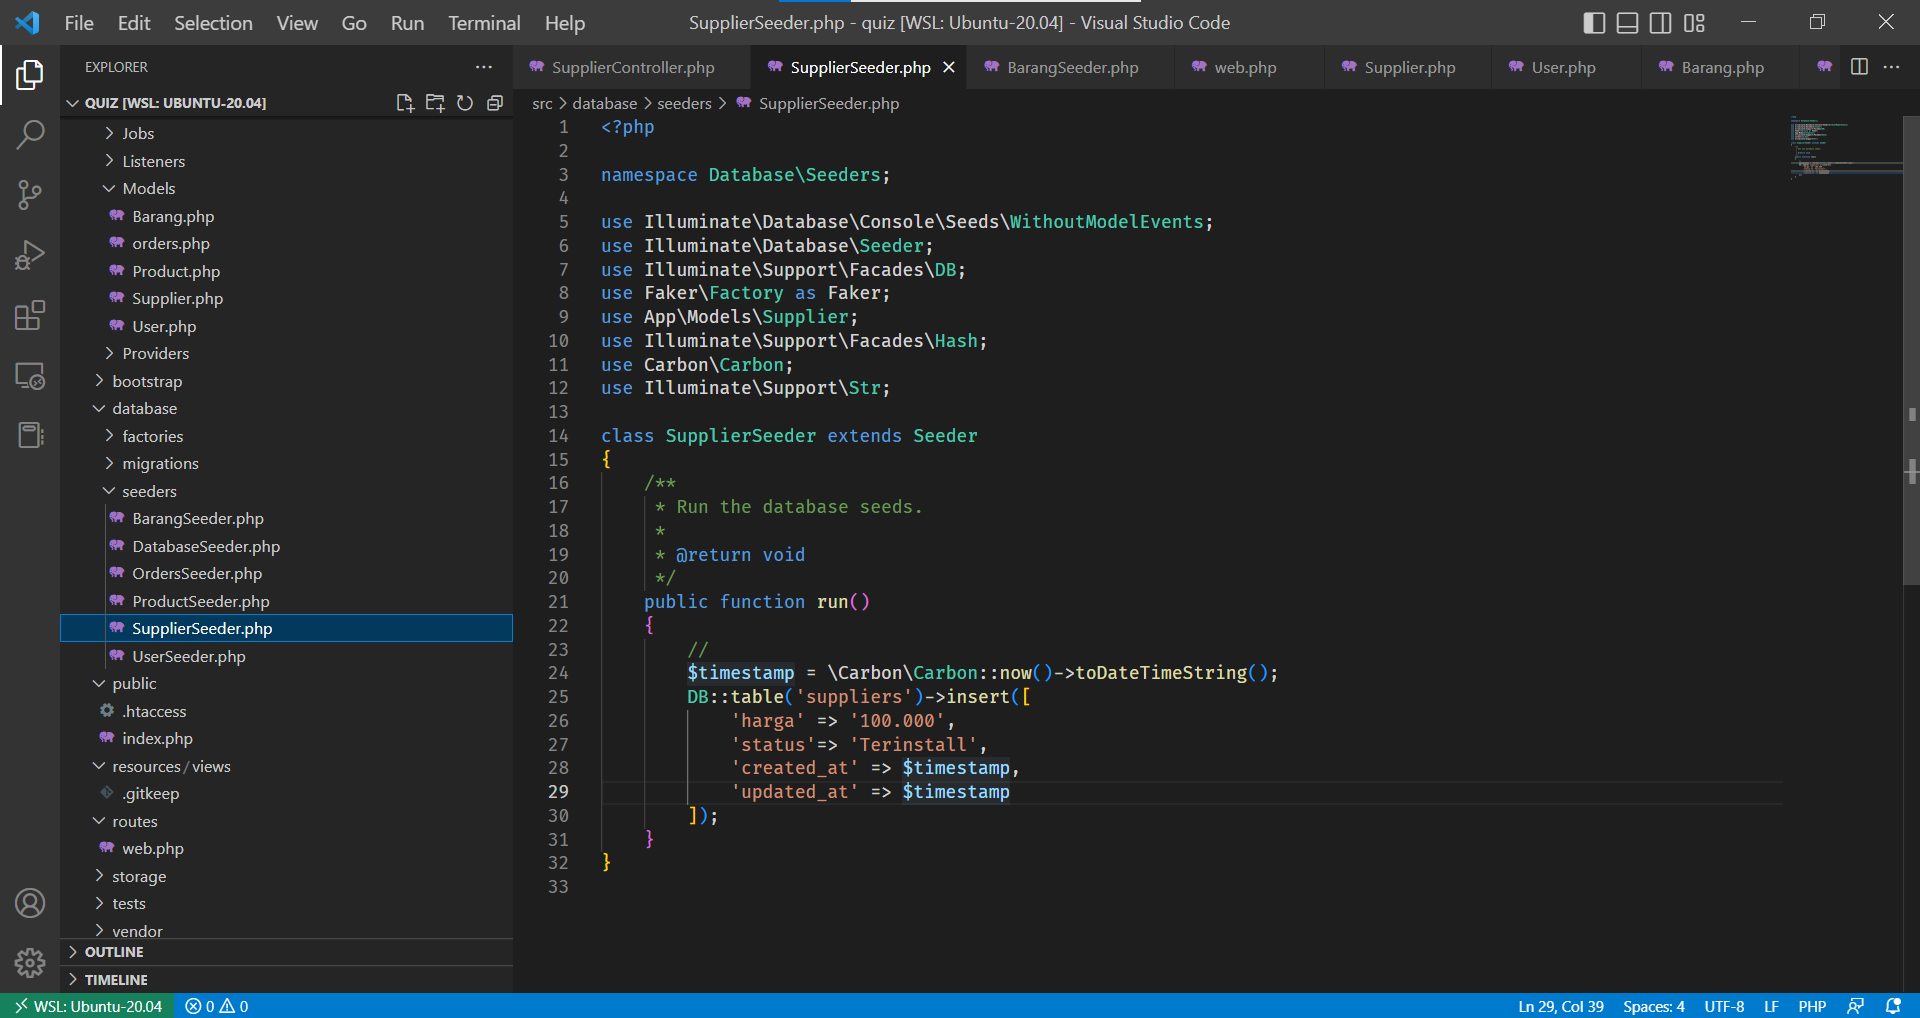 File Edit Selection View Go Run Terminal Help SupplierSeeder.php - quiz [WSL: Ubuntu-20.04] - Visual Studio Code
EXPLORER
QUIZ [WSL: UBUNTU-20.04]
Jobs
Listeners
Models
Barang.php
orders.php
Product.php
Supplier.php
User.php
Providers
bootstrap
database
factories
migrations
seeders
BarangSeeder.php
DatabaseSeeder.php
OrdersSeeder.php
ProductSeeder.php
SupplierSeeder.php
UserSeeder.php
public
.htaccess
index.php
resources / views
.gitkeep
routes
web.php
storage
tests
vendor
OUTLINE
TIMELINE
SupplierController.php SupplierSeeder.php BarangSeeder.php web.php Supplier.php User.php Barang.php
src > database > seeders > SupplierSeeder.php
1 <?php
2
3 namespace Database\Seeders;
4
5 use Illuminate\Database\Console\Seeds\WithoutModelEvents;
6 use Illuminate\Database\Seeder;
7 use Illuminate\Support\Facades\DB;
8 use Faker\Factory as Faker;
9 use App\Models\Supplier;
10 use Illuminate\Support\Facades\Hash;
11 use Carbon\Carbon;
12 use Illuminate\Support\Str;
13
14 class SupplierSeeder extends Seeder
15 {
16 /**
17 * Run the database seeds.
18 *
19 * @return void
20 */
21 public function run()
22 {
23 //
24 $timestamp = \Carbon\Carbon::now()->toDateTimeString();
25 DB::table('suppliers')->insert([
26 'harga' => '100.000',
27 'status'=> 'Terinstall',
28 'created_at' => $timestamp,
29 'updated_at' => $timestamp
30 ]);
31 }
32 }
33
WSL: Ubuntu-20.04 0 0 Ln 29, Col 39 Spaces: 4 UTF-8 LF PHP